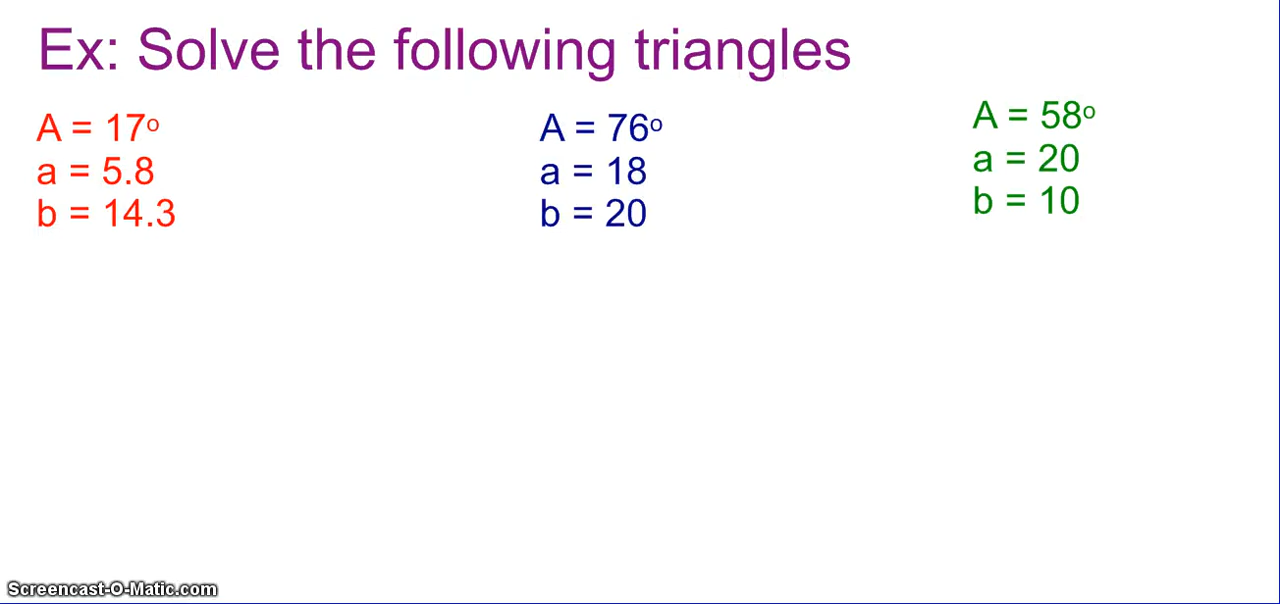 Ex: Solve the following triangles
A = 17º
a = 5.8
b = 14.3
A = 76º
a = 18
b = 20
A = 58º
a = 20
b = 10
Screencast-O-Matic.com